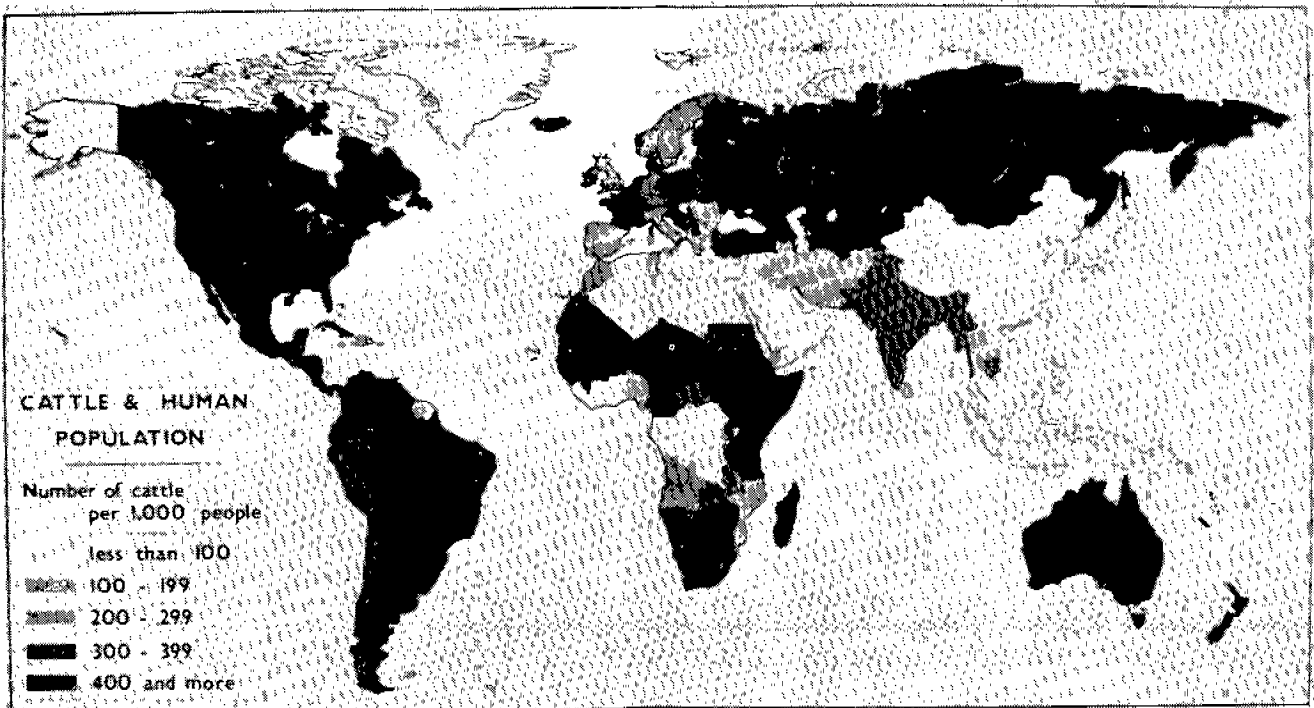 CATTLE & HUMAN
POPULATION
Number of cattle
per 1,000 people
less than 100
100 - 199
200 - 299
300 - 399
400 and more